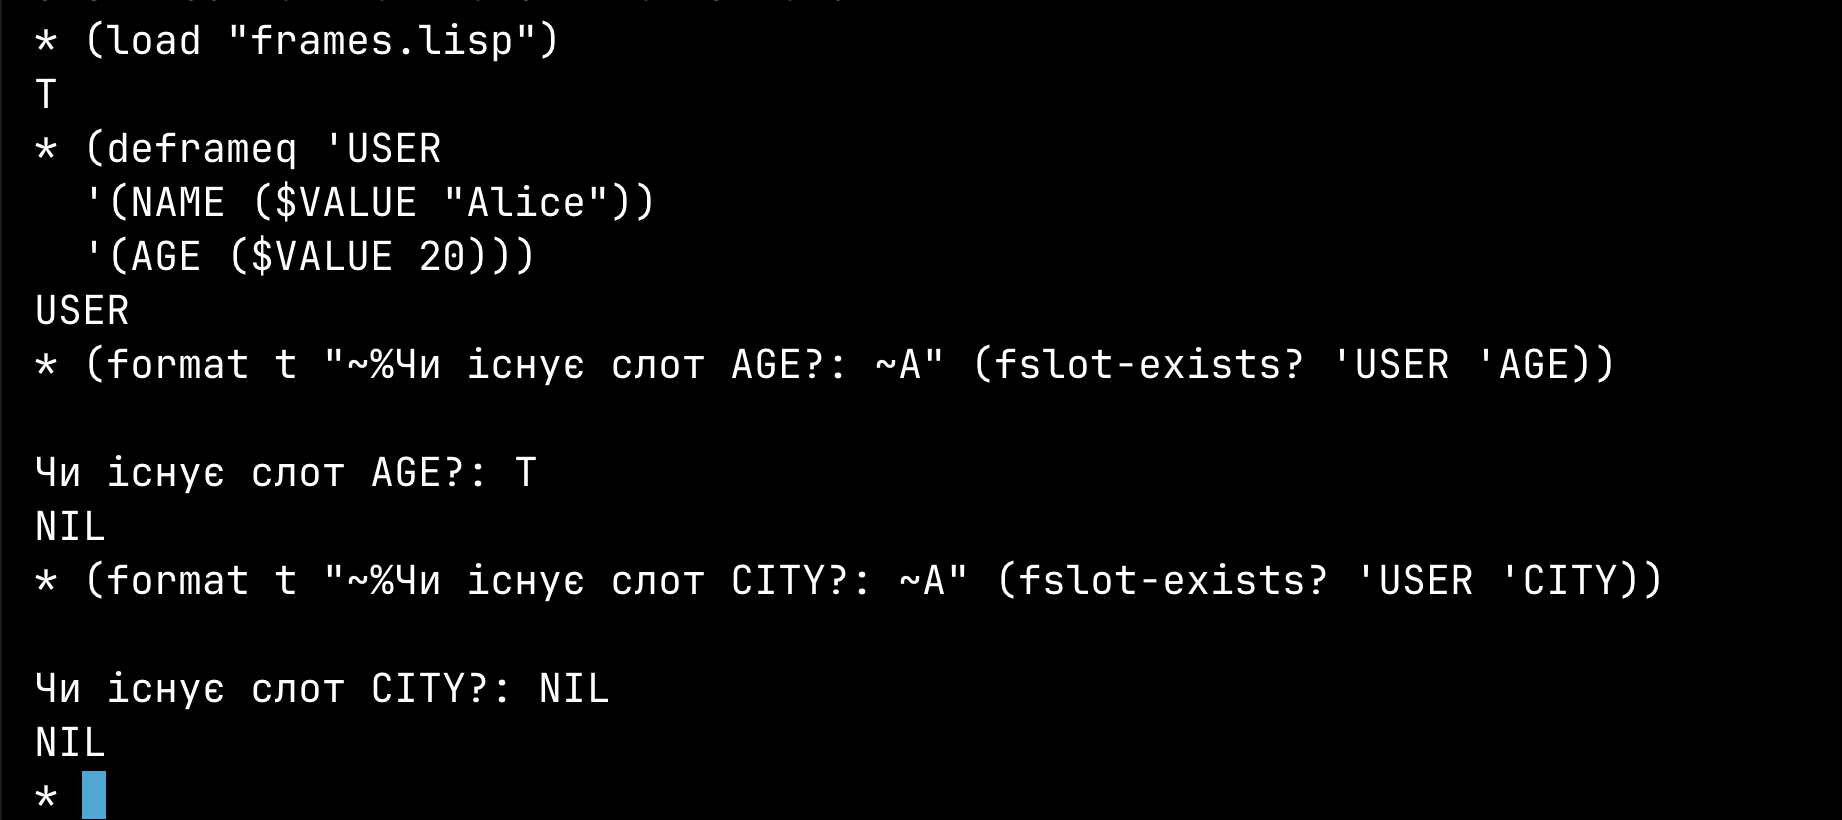 * (load "frames.lisp")
T
* (deframeq 'USER
  '(NAME ($VALUE "Alice"))
  '(AGE ($VALUE 20)))
USER
* (format t "~%Чи існує слот AGE?: ~A" (fslot-exists? 'USER 'AGE))
Чи існує слот AGE?: T
NIL
* (format t "~%Чи існує слот CITY?: ~A" (fslot-exists? 'USER 'CITY))
Чи існує слот CITY?: NIL
NIL
*